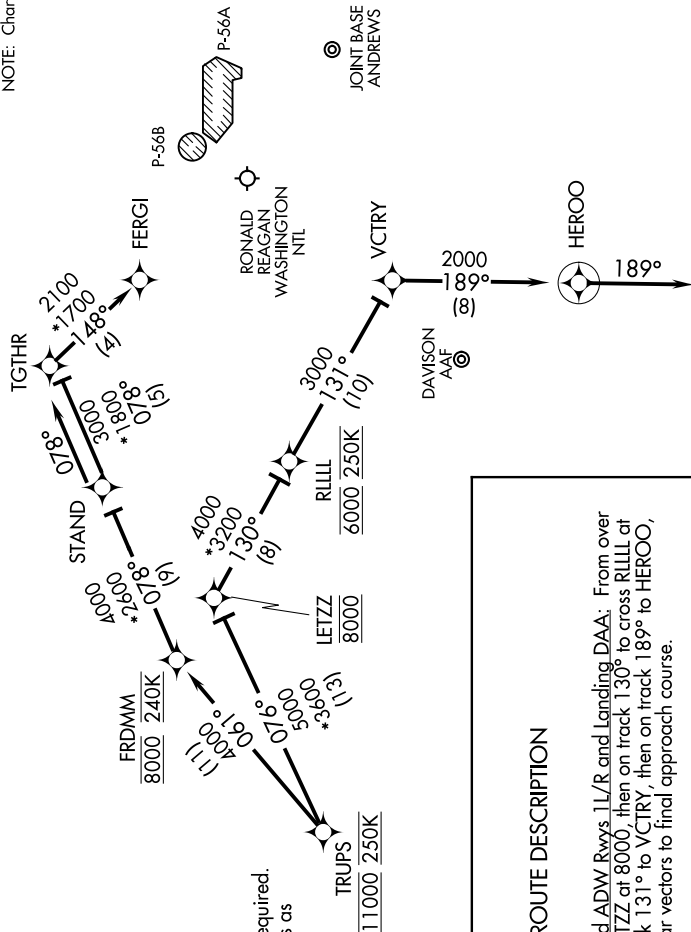 NOTE: Chan
P-56A
P-56B
JOINT BASE
ANDREWS
RONALD
REAGAN
WASHINGTON
NTL
FERGI
2100
*1700
148°
(4)
TGTHR
078°
3000
*1800
078°
(5)
STAND
4000
*2600
078°
(9)
FRDMM
8000 240K
4000
061°
(11)
TRUPS
11000 250K
076°
5000
*3600
(13)
LETZZ
8000
4000
*3200
130°
(8)
RLLLL
6000 250K
3000
131°
(10)
VCTRY
DAVISON
AAF
2000
189°
(8)
HEROO
189°
equired.
s as
ROUTE DESCRIPTION
d ADW Rwys 1L/R and Landing DAA: From over
TZZ at 8000, then on track 130° to cross RLLLL at
k 131° to VCTRY, then on track 189° to HEROO,
ar vectors to final approach course.